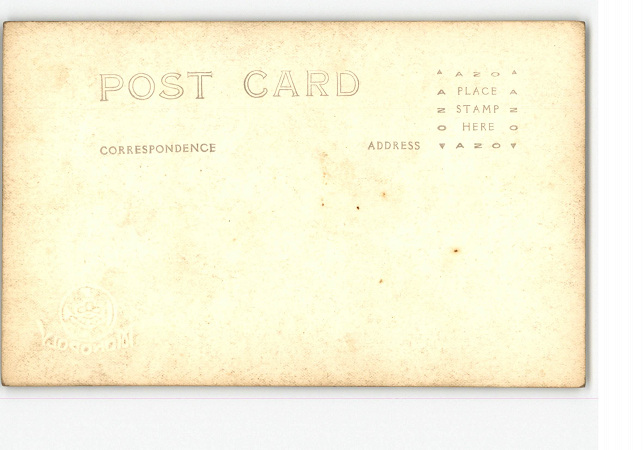 POST CARD
CORRESPONDENCE
ADDRESS
▲ AZO ▲
A PLACE A
Z STAMP Z
O HERE O
▼ AZO ▼